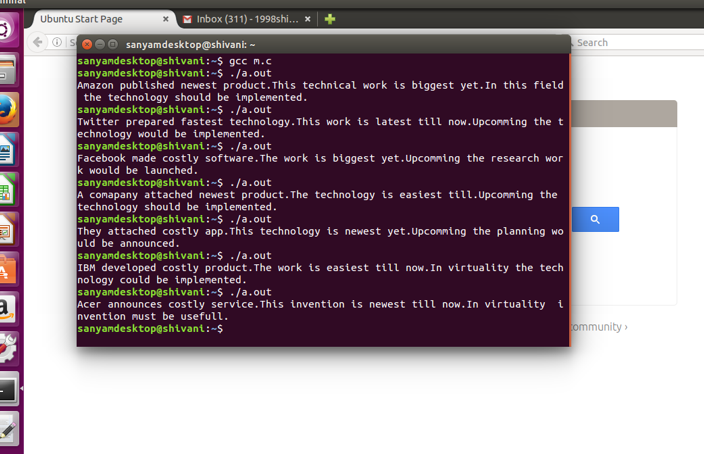 Ubuntu Start Page
Inbox (311) - 1998shi...
Search
sanyamdesktop@shivani: ~
sanyamdesktop@shivani:~$ gcc m.c
sanyamdesktop@shivani:~$ ./a.out
Amazon published newest product.This technical work is biggest yet.In this field
the technology should be implemented.
sanyamdesktop@shivani:~$ ./a.out
Twitter prepared fastest technology.This work is latest till now.Upcomming the t
echnology would be implemented.
sanyamdesktop@shivani:~$ ./a.out
Facebook made costly software.The work is biggest yet.Upcomming the research wor
k would be launched.
sanyamdesktop@shivani:~$ ./a.out
A comapany attached newest product.The technology is easiest till.Upcomming the
technology should be implemented.
sanyamdesktop@shivani:~$ ./a.out
They attached costly app.This technology is newest yet.Upcomming the planning wo
uld be announced.
sanyamdesktop@shivani:~$ ./a.out
IBM developed costly product.The work is easiest till now.In virtuality the tech
nology could be implemented.
sanyamdesktop@shivani:~$ ./a.out
Acer announces costly service.This invention is newest till now.In virtuality  i
nvention must be usefull.
sanyamdesktop@shivani:~$
ommunity ›